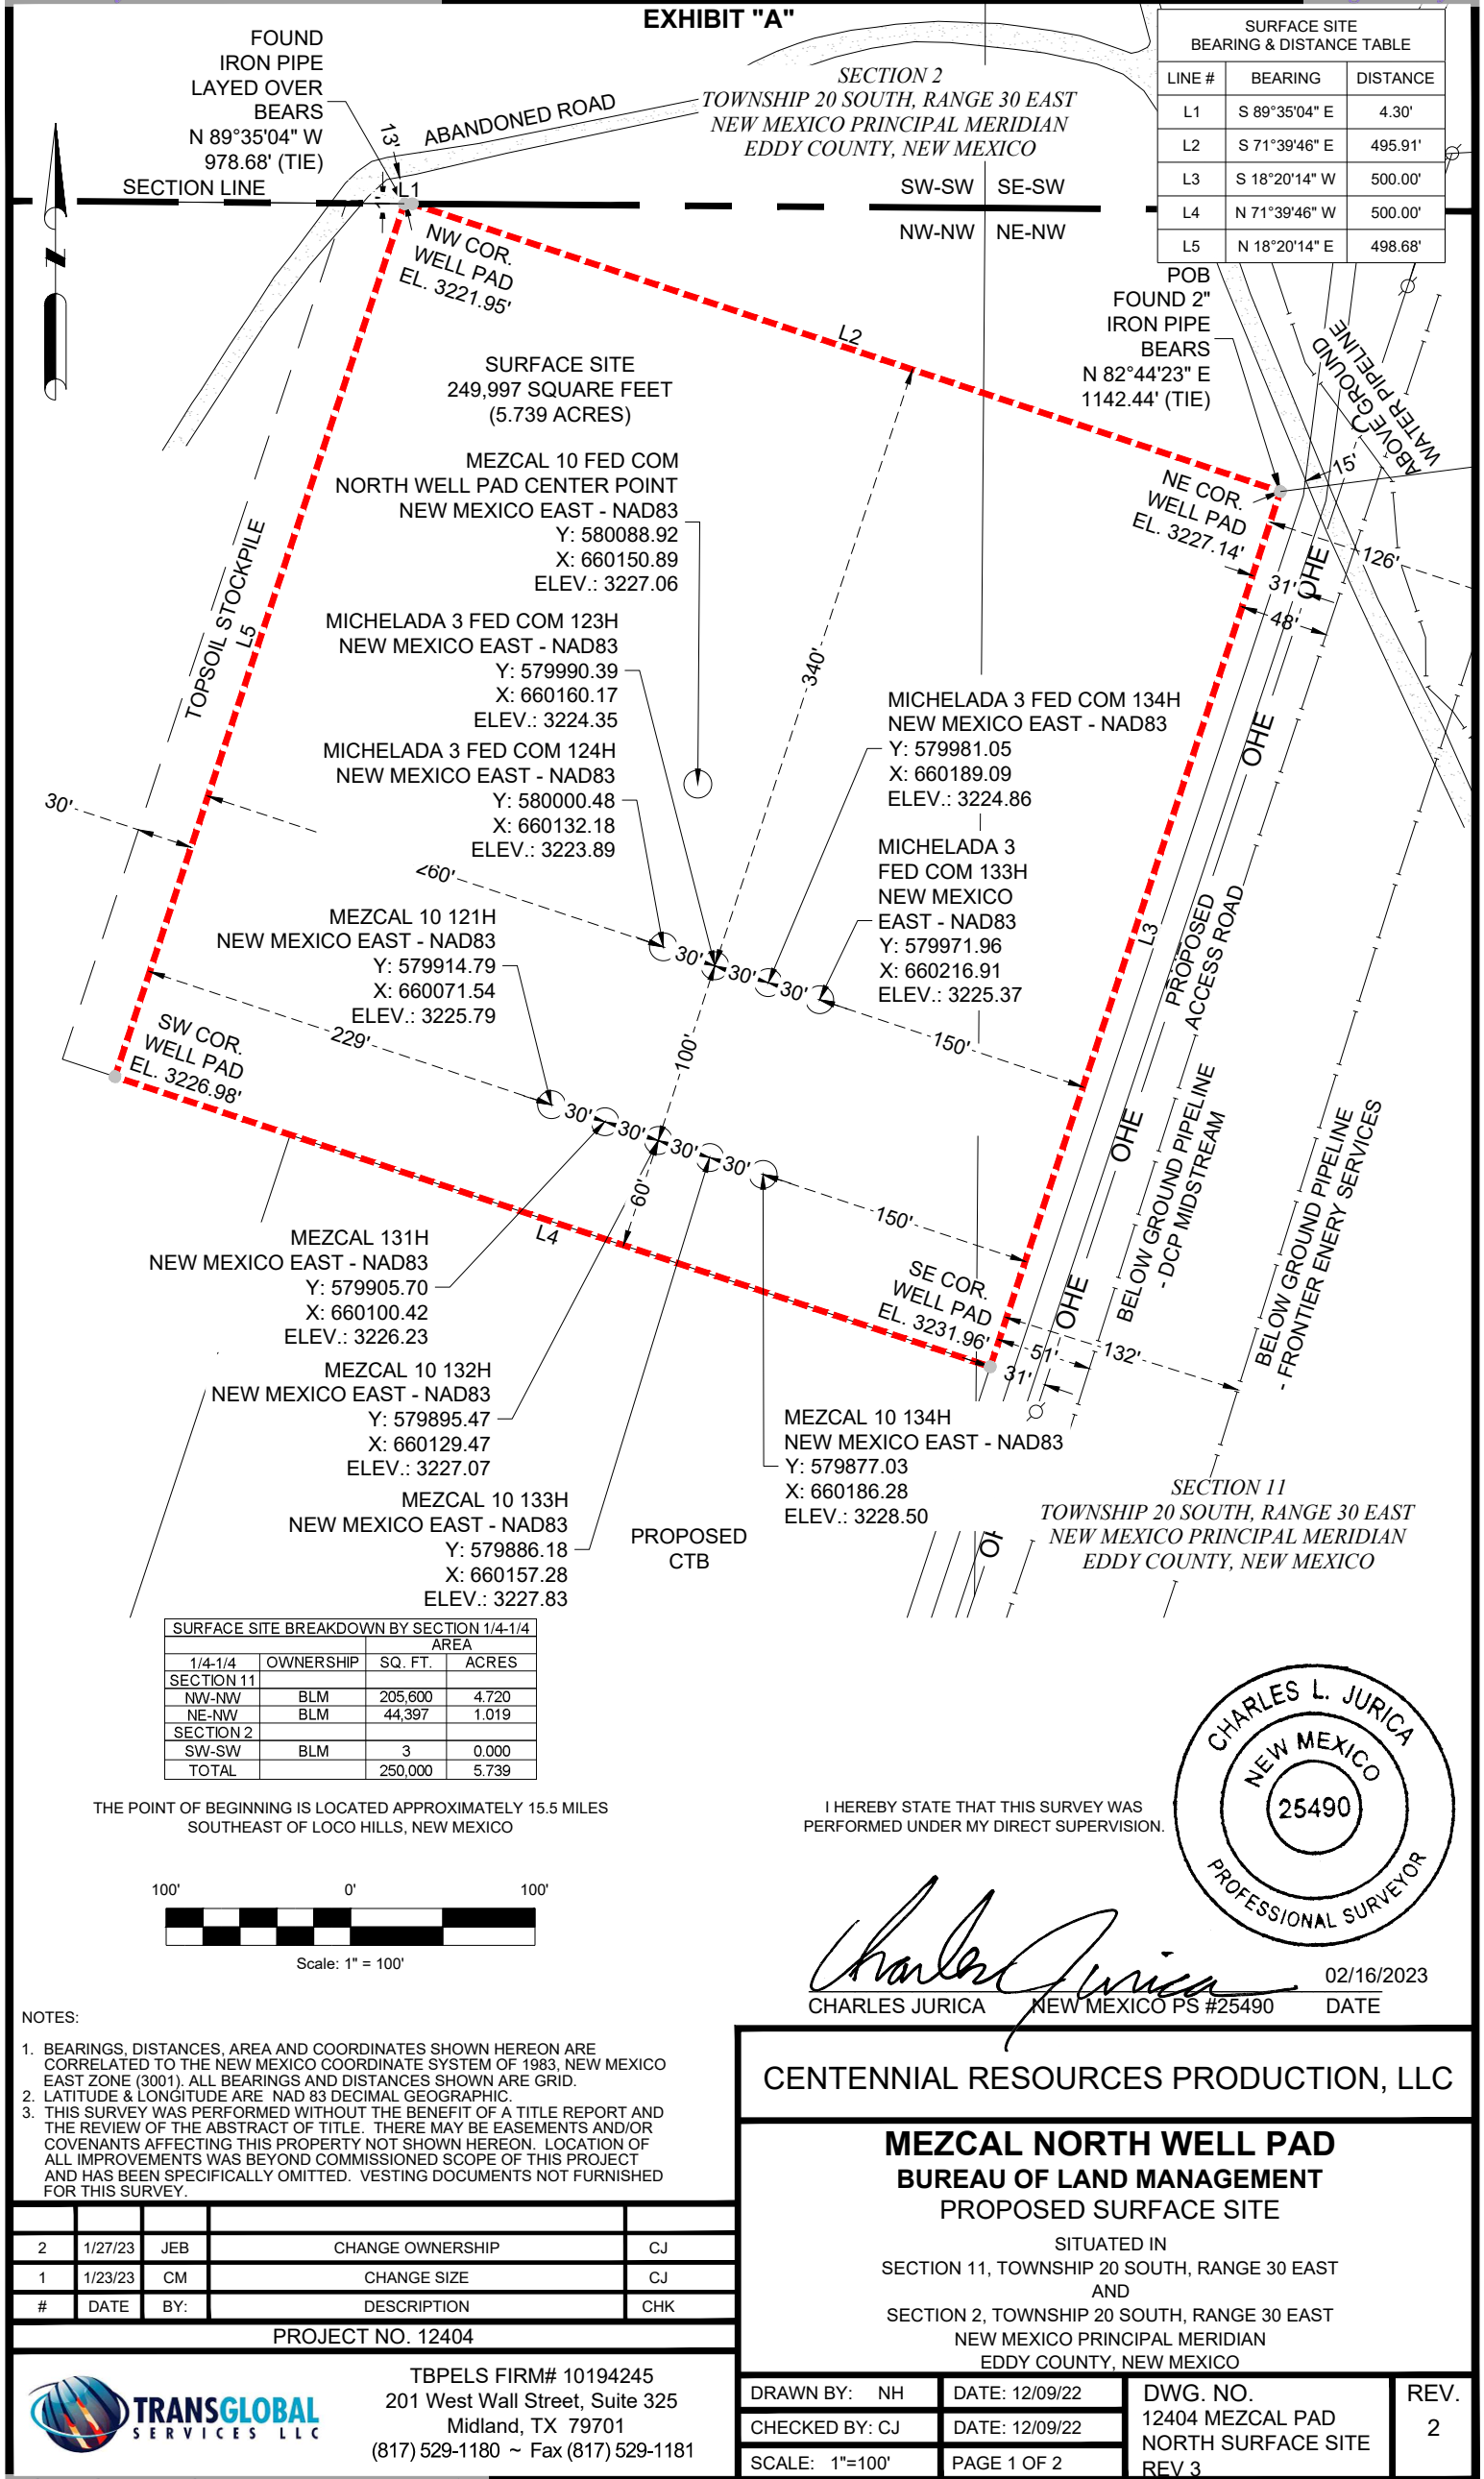 EXHIBIT "A"
FOUND
IRON PIPE
LAYED OVER
BEARS
N 89°35'04" W
978.68' (TIE)
SECTION LINE
13'
ABANDONED ROAD
L1
SECTION 2
TOWNSHIP 20 SOUTH, RANGE 30 EAST
NEW MEXICO PRINCIPAL MERIDIAN
EDDY COUNTY, NEW MEXICO
SW-SW
SE-SW
NW-NW
NE-NW
SURFACE SITE
BEARING & DISTANCE TABLE
LINE # BEARING DISTANCE
L1 S 89°35'04" E 4.30'
L2 S 71°39'46" E 495.91'
L3 S 18°20'14" W 500.00'
L4 N 71°39'46" W 500.00'
L5 N 18°20'14" E 498.68'
N
NW COR.
WELL PAD
EL. 3221.95'
L2
POB
FOUND 2"
IRON PIPE
BEARS
N 82°44'23" E
1142.44' (TIE)
ABOVE GROUND
WATER PIPELINE
15'
SURFACE SITE
249,997 SQUARE FEET
(5.739 ACRES)
MEZCAL 10 FED COM
NORTH WELL PAD CENTER POINT
NEW MEXICO EAST - NAD83
Y: 580088.92
X: 660150.89
ELEV.: 3227.06
NE COR.
WELL PAD
EL. 3227.14'
126'
31'
OHE
48'
TOPSOIL STOCKPILE
L5
MICHELADA 3 FED COM 123H
NEW MEXICO EAST - NAD83
Y: 579990.39
X: 660160.17
ELEV.: 3224.35
340'
MICHELADA 3 FED COM 124H
NEW MEXICO EAST - NAD83
Y: 580000.48
X: 660132.18
ELEV.: 3223.89
MICHELADA 3 FED COM 134H
NEW MEXICO EAST - NAD83
Y: 579981.05
X: 660189.09
ELEV.: 3224.86
OHE
MICHELADA 3
FED COM 133H
NEW MEXICO
EAST - NAD83
Y: 579971.96
X: 660216.91
ELEV.: 3225.37
30'
260'
30'
30'
30'
150'
L3
PROPOSED
ACCESS ROAD
MEZCAL 10 121H
NEW MEXICO EAST - NAD83
Y: 579914.79
X: 660071.54
ELEV.: 3225.79
229'
100'
SW COR.
WELL PAD
EL. 3226.98'
30'
30'
30'
30'
150'
60'
L4
OHE
BELOW GROUND PIPELINE
- DCP MIDSTREAM
BELOW GROUND PIPELINE
- FRONTIER ENERY SERVICES
MEZCAL 131H
NEW MEXICO EAST - NAD83
Y: 579905.70
X: 660100.42
ELEV.: 3226.23
SE COR.
WELL PAD
EL. 3231.96'
OHE
51'
132'
31'
MEZCAL 10 132H
NEW MEXICO EAST - NAD83
Y: 579895.47
X: 660129.47
ELEV.: 3227.07
MEZCAL 10 134H
NEW MEXICO EAST - NAD83
Y: 579877.03
X: 660186.28
ELEV.: 3228.50
MEZCAL 10 133H
NEW MEXICO EAST - NAD83
Y: 579886.18
X: 660157.28
ELEV.: 3227.83
PROPOSED
CTB
SECTION 11
TOWNSHIP 20 SOUTH, RANGE 30 EAST
NEW MEXICO PRINCIPAL MERIDIAN
EDDY COUNTY, NEW MEXICO
SURFACE SITE BREAKDOWN BY SECTION 1/4-1/4
AREA
1/4-1/4 OWNERSHIP SQ. FT. ACRES
SECTION 11
NW-NW BLM 205,600 4.720
NE-NW BLM 44,397 1.019
SECTION 2
SW-SW BLM 3 0.000
TOTAL 250,000 5.739
THE POINT OF BEGINNING IS LOCATED APPROXIMATELY 15.5 MILES
SOUTHEAST OF LOCO HILLS, NEW MEXICO
100' 0' 100'
Scale: 1" = 100'
I HEREBY STATE THAT THIS SURVEY WAS
PERFORMED UNDER MY DIRECT SUPERVISION.
CHARLES L. JURICA
NEW MEXICO
25490
PROFESSIONAL SURVEYOR
Charles Jurica
02/16/2023
CHARLES JURICA NEW MEXICO PS #25490 DATE
NOTES:
1. BEARINGS, DISTANCES, AREA AND COORDINATES SHOWN HEREON ARE
CORRELATED TO THE NEW MEXICO COORDINATE SYSTEM OF 1983, NEW MEXICO
EAST ZONE (3001). ALL BEARINGS AND DISTANCES SHOWN ARE GRID.
2. LATITUDE & LONGITUDE ARE NAD 83 DECIMAL GEOGRAPHIC.
3. THIS SURVEY WAS PERFORMED WITHOUT THE BENEFIT OF A TITLE REPORT AND
THE REVIEW OF THE ABSTRACT OF TITLE. THERE MAY BE EASEMENTS AND/OR
COVENANTS AFFECTING THIS PROPERTY NOT SHOWN HEREON. LOCATION OF
ALL IMPROVEMENTS WAS BEYOND COMMISSIONED SCOPE OF THIS PROJECT
AND HAS BEEN SPECIFICALLY OMITTED. VESTING DOCUMENTS NOT FURNISHED
FOR THIS SURVEY.
2 1/27/23 JEB CHANGE OWNERSHIP CJ
1 1/23/23 CM CHANGE SIZE CJ
# DATE BY: DESCRIPTION CHK
PROJECT NO. 12404
TRANSGLOBAL
SERVICES LLC
TBPELS FIRM# 10194245
201 West Wall Street, Suite 325
Midland, TX 79701
(817) 529-1180 ~ Fax (817) 529-1181
CENTENNIAL RESOURCES PRODUCTION, LLC
MEZCAL NORTH WELL PAD
BUREAU OF LAND MANAGEMENT
PROPOSED SURFACE SITE
SITUATED IN
SECTION 11, TOWNSHIP 20 SOUTH, RANGE 30 EAST
AND
SECTION 2, TOWNSHIP 20 SOUTH, RANGE 30 EAST
NEW MEXICO PRINCIPAL MERIDIAN
EDDY COUNTY, NEW MEXICO
DRAWN BY: NH DATE: 12/09/22
CHECKED BY: CJ DATE: 12/09/22
SCALE: 1"=100' PAGE 1 OF 2
DWG. NO.
12404 MEZCAL PAD
NORTH SURFACE SITE
REV 3
REV.
2